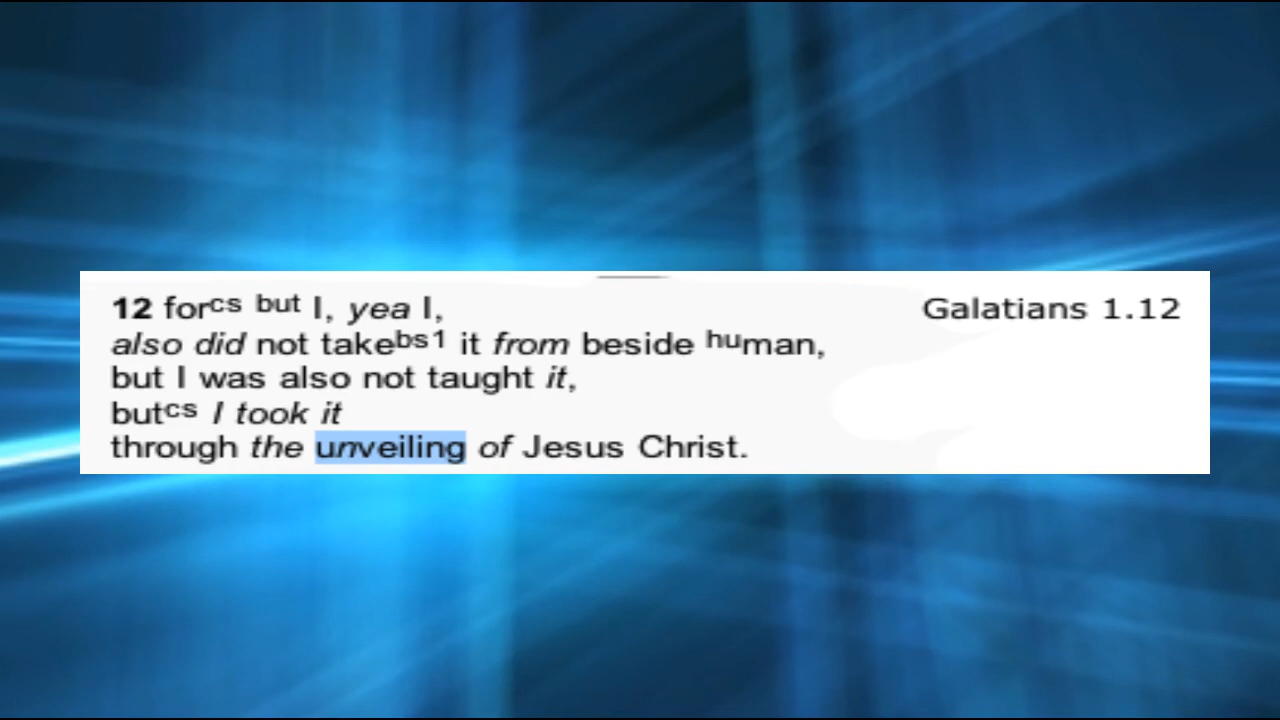 12 forcs but I, yea I, Galatians 1.12
also did not takebs1 it from beside human,
but I was also not taught it,
butcs I took it
through the unveiling of Jesus Christ.